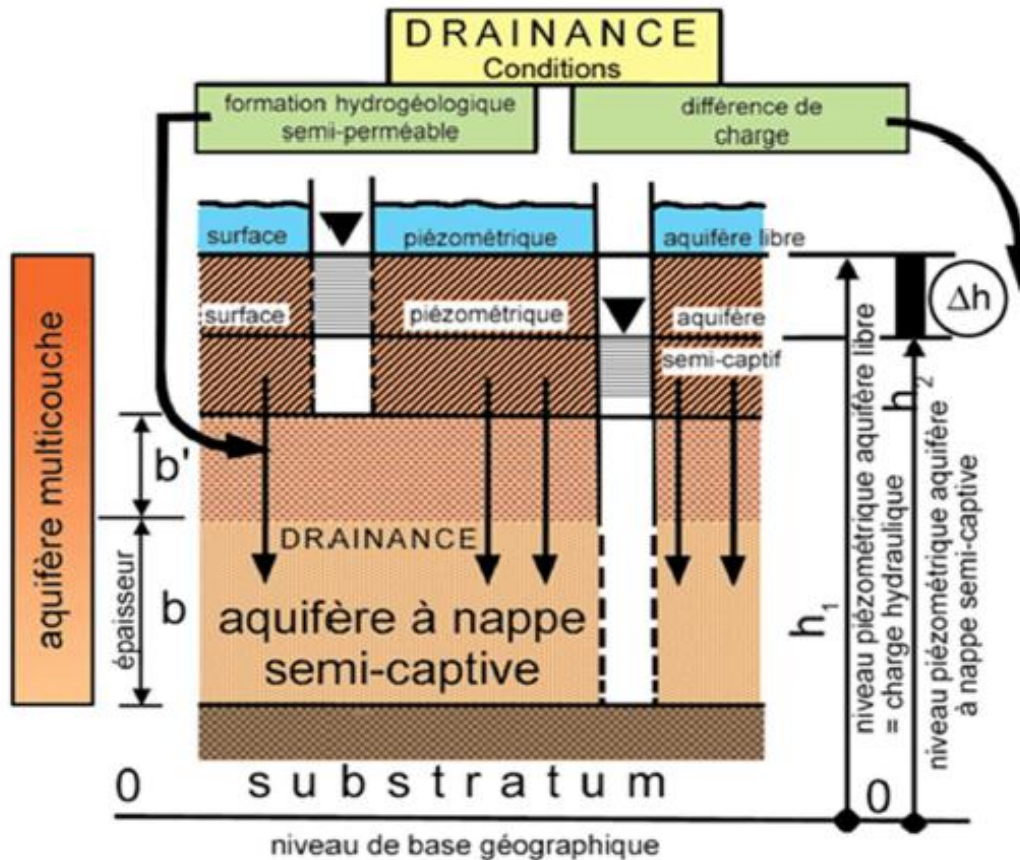 DRAINANCE
Conditions
formation hydrogéologique
semi-perméable
différence de
charge
surface piézométrique aquifère libre
surface piézométrique aquifère
semi-captif
Δh
aquifère multicouche
b'
épaisseur
b
DRAINANCE
aquifère à nappe
semi-captive
h1
niveau piézométrique aquifère libre
= charge hydraulique
h2
niveau piézométrique aquifère
à nappe semi-captive
0
substratum
0
niveau de base géographique